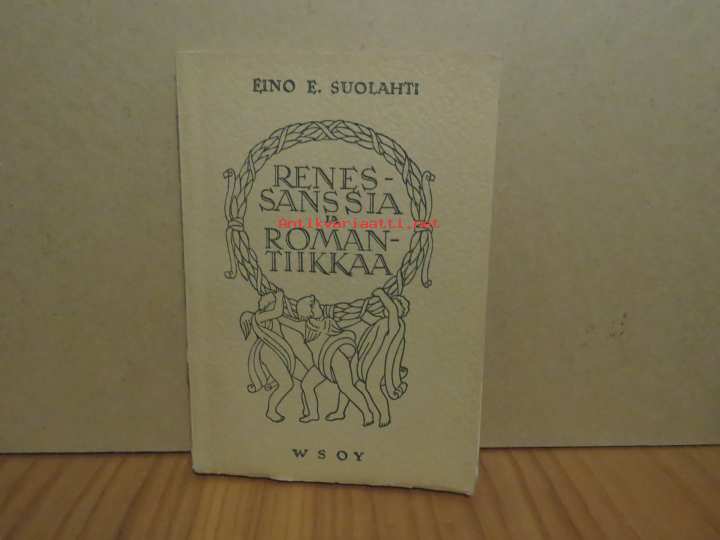 EINO E. SUOLAHTI
RENES-
SANSSIA
JA
Antikvariaatti.net
ROMAN-
TIIKKAA
WSOY